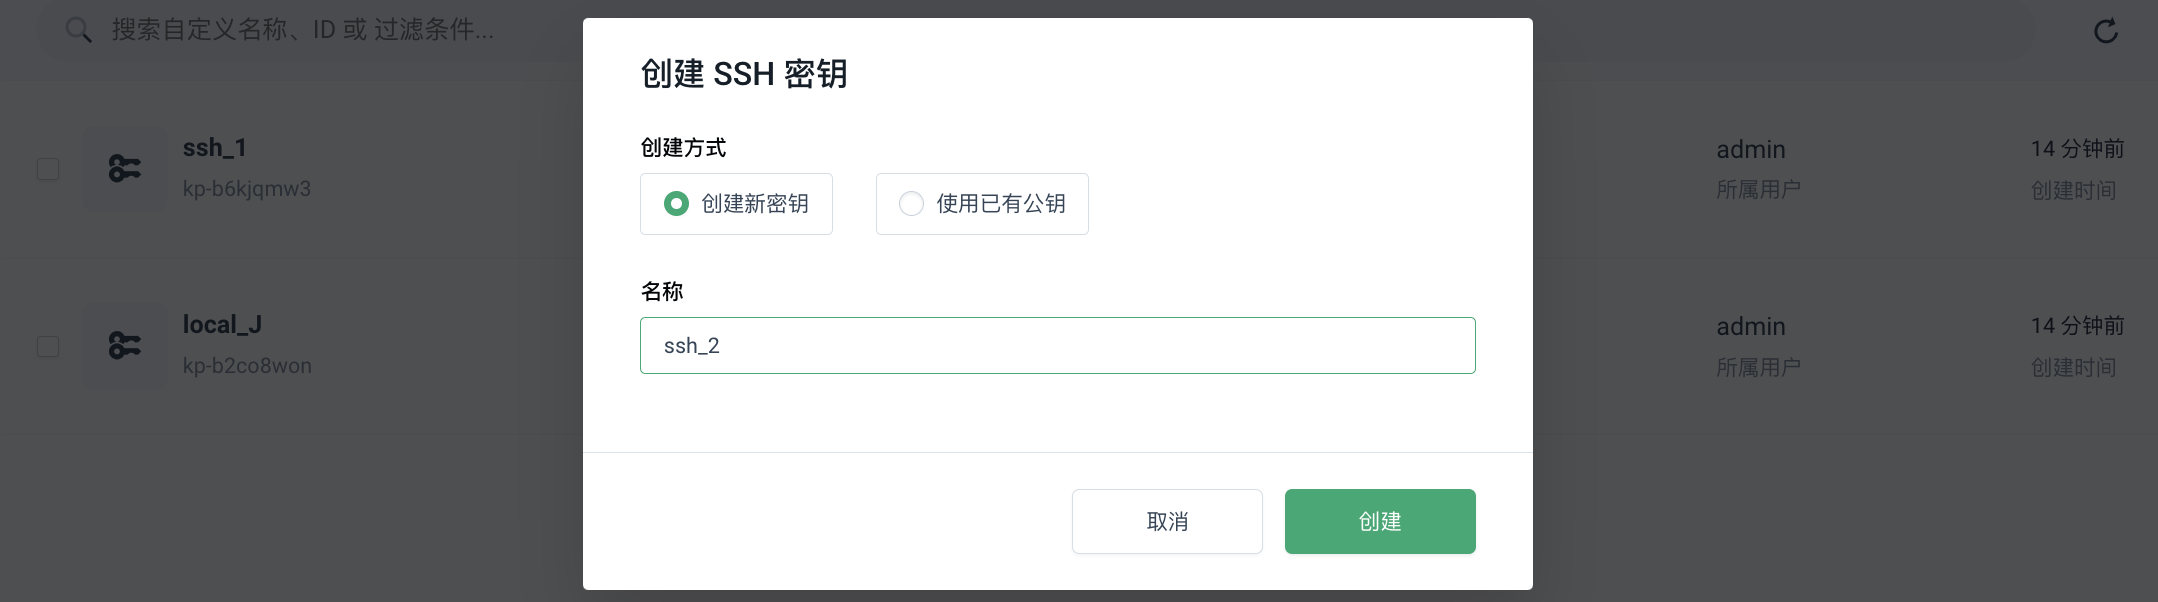 搜索自定义名称、ID 或 过滤条件...
创建 SSH 密钥
创建方式
创建新密钥
使用已有公钥
名称
ssh_2
取消
创建
ssh_1
kp-b6kjqmw3
admin
所属用户
14 分钟前
创建时间
local_J
kp-b2co8won
admin
所属用户
14 分钟前
创建时间